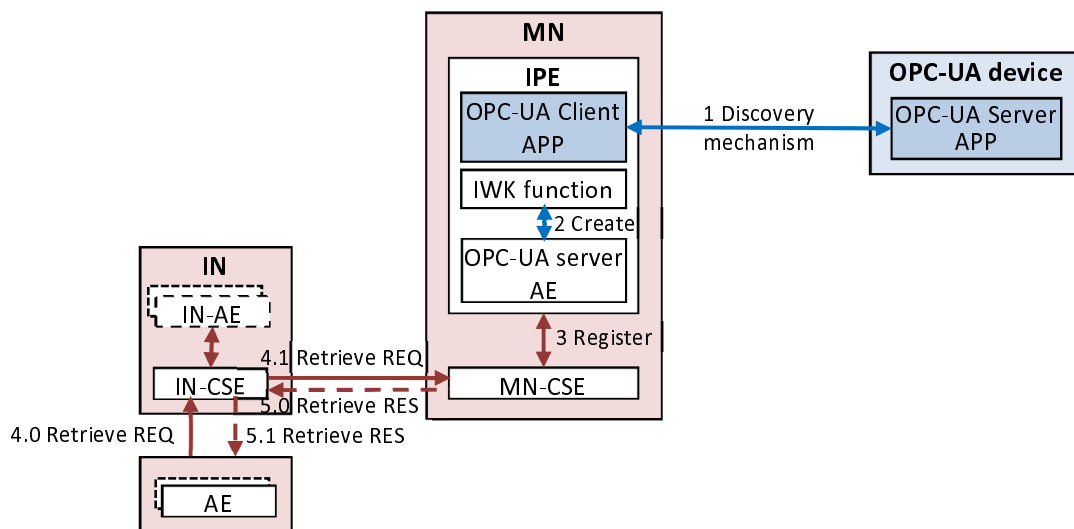 MN
IPE
OPC-UA Client
APP
1 Discovery
mechanism
OPC-UA device
OPC-UA Server
APP
IWK function
2 Create
OPC-UA server
AE
3 Register
MN-CSE
IN
IN-AE
IN-CSE
4.1 Retrieve REQ
5.0 Retrieve RES
4.0 Retrieve REQ
5.1 Retrieve RES
AE